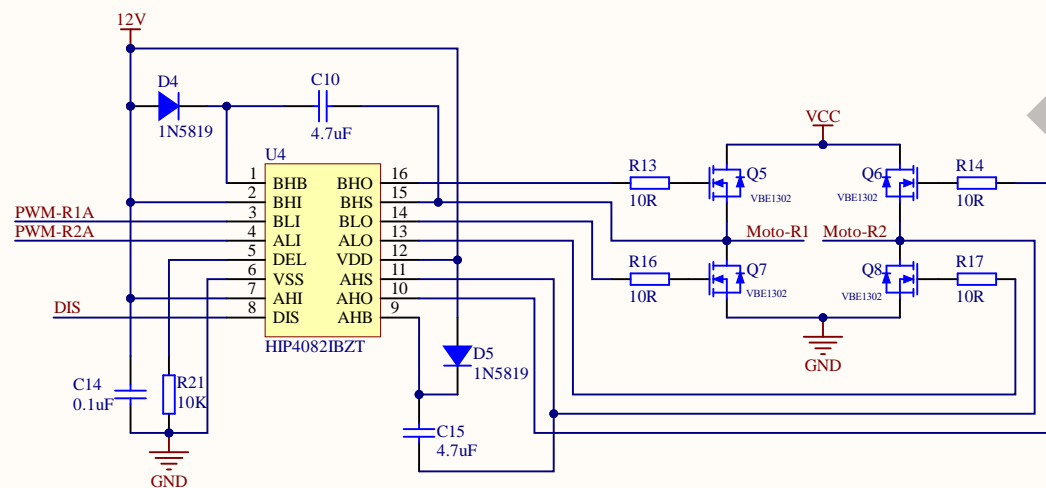 12V
D4
1N5819
C10
4.7uF
U4
1 BHB BHO 16
2 BHI BHS 15
PWM-R1A 3 BLI BLO 14
PWM-R2A 4 ALI ALO 13
5 DEL VDD 12
6 VSS AHS 11
7 AHI AHO 10
DIS 8 DIS AHB 9
HIP4082IBZT
C14
0.1uF
R21
10K
GND
D5
1N5819
C15
4.7uF
VCC
R13
10R
Q5
VBE1302
Q6
VBE1302
R14
10R
Moto-R1
Moto-R2
R16
10R
Q7
VBE1302
Q8
VBE1302
R17
10R
GND